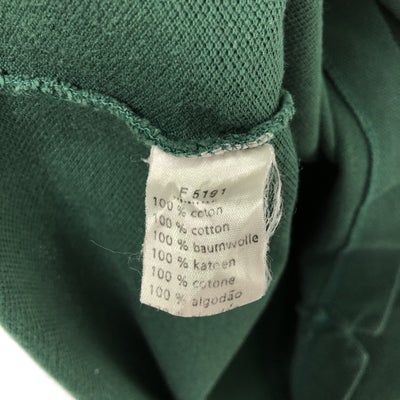 F 5191
100 % coton
100 % cotton
100 % baumwolle
100 % katoen
100 % cotone
100 % algodão